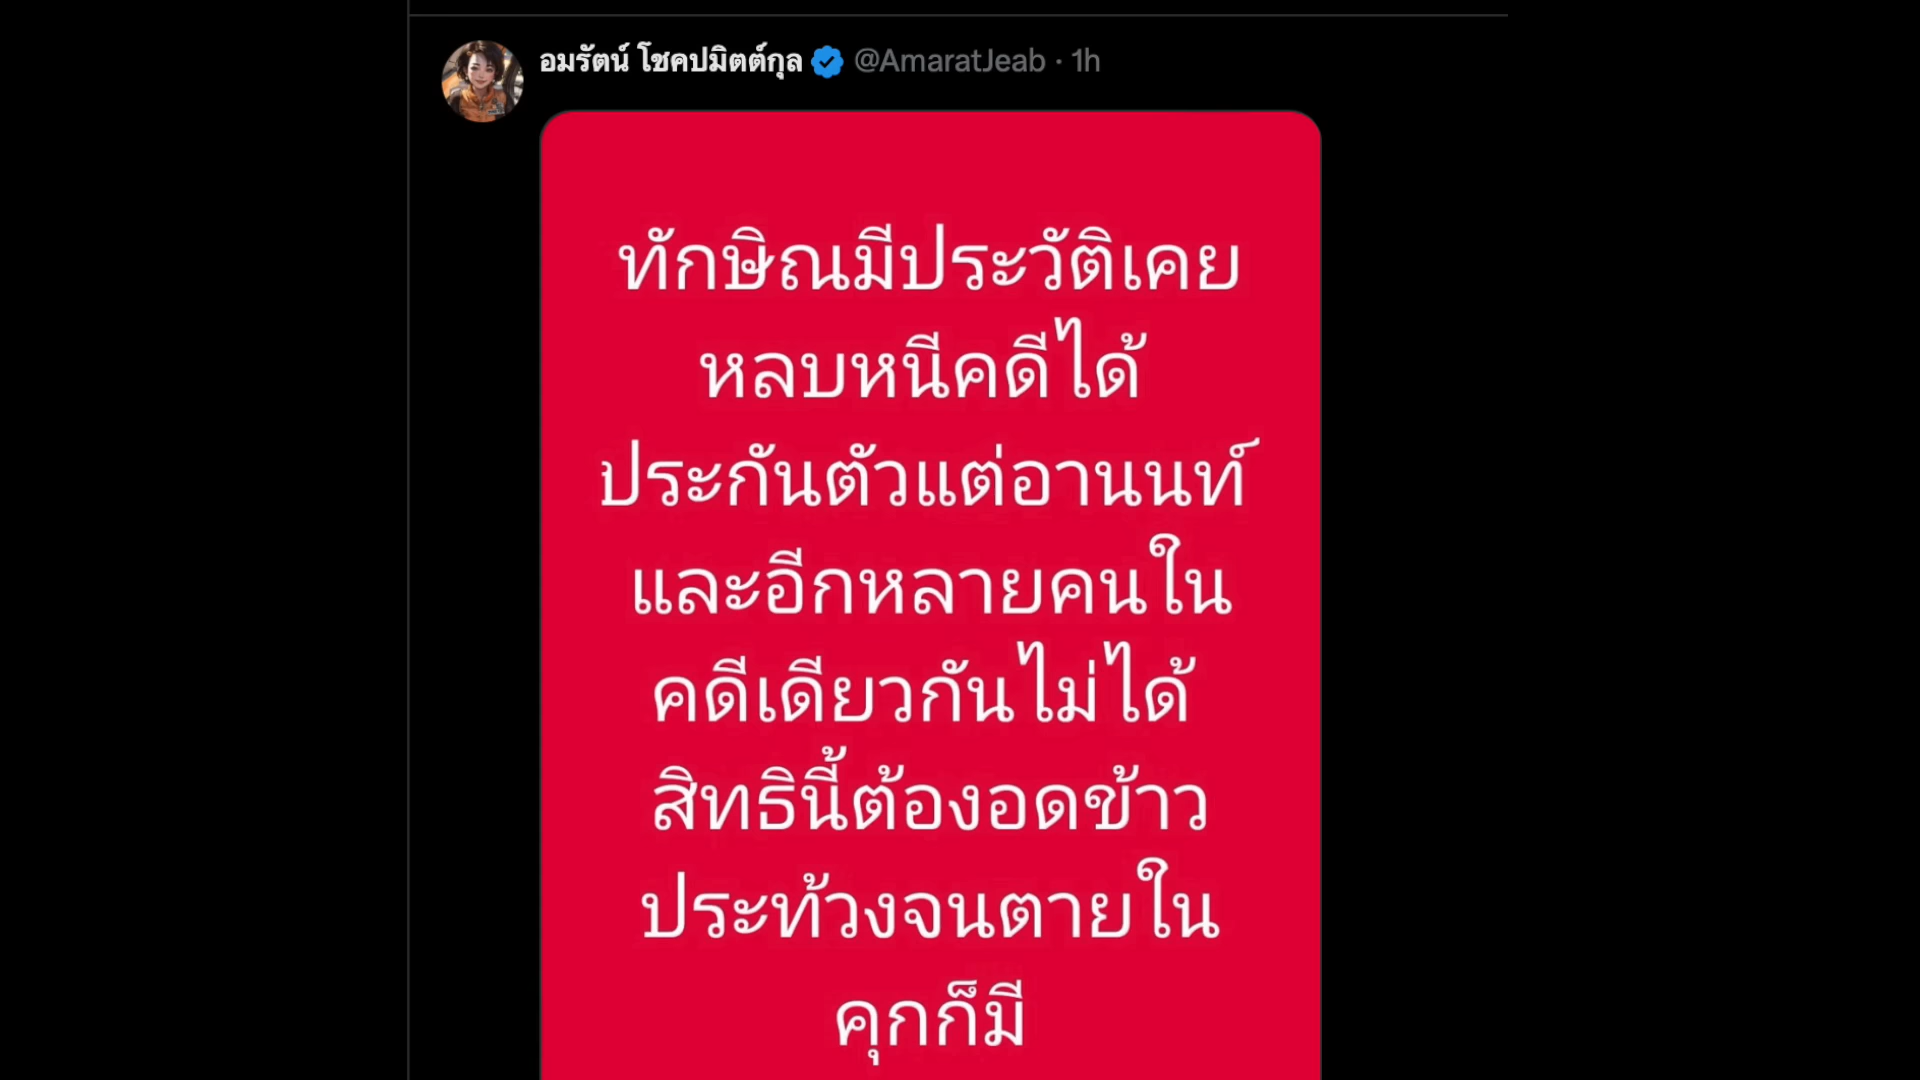 อมรัตน์ โชคปมิตต์กุล @AmaratJeab · 1h
ทักษิณมีประวัติเคย
หลบหนีคดีได้
ประกันตัวแต่อานนท์
และอีกหลายคนใน
คดีเดียวกันไม่ได้
สิทธินี้ต้องอดข้าว
ประท้วงจนตายใน
คุกก็มี